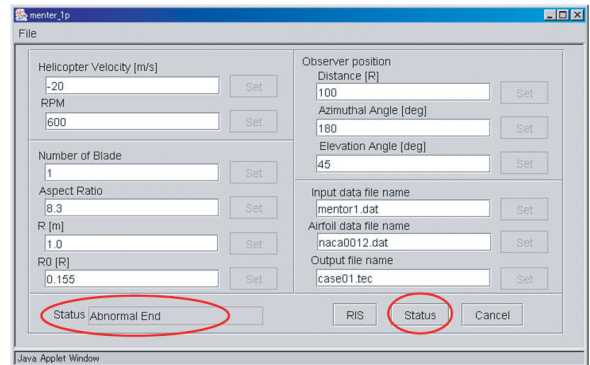 menter_1p
File
Helicopter Velocity [m/s]
-20
Set
RPM
600
Set
Number of Blade
1
Set
Aspect Ratio
8.3
Set
R [m]
1.0
Set
R0 [R]
0.155
Set
Observer position
Distance [R]
100
Set
Azimuthal Angle [deg]
180
Set
Elevation Angle [deg]
45
Set
Input data file name
mentor1.dat
Set
Airfoil data file name
naca0012.dat
Set
Output file name
case01.tec
Set
Status Abnormal End
RIS
Status
Cancel
Java Applet Window